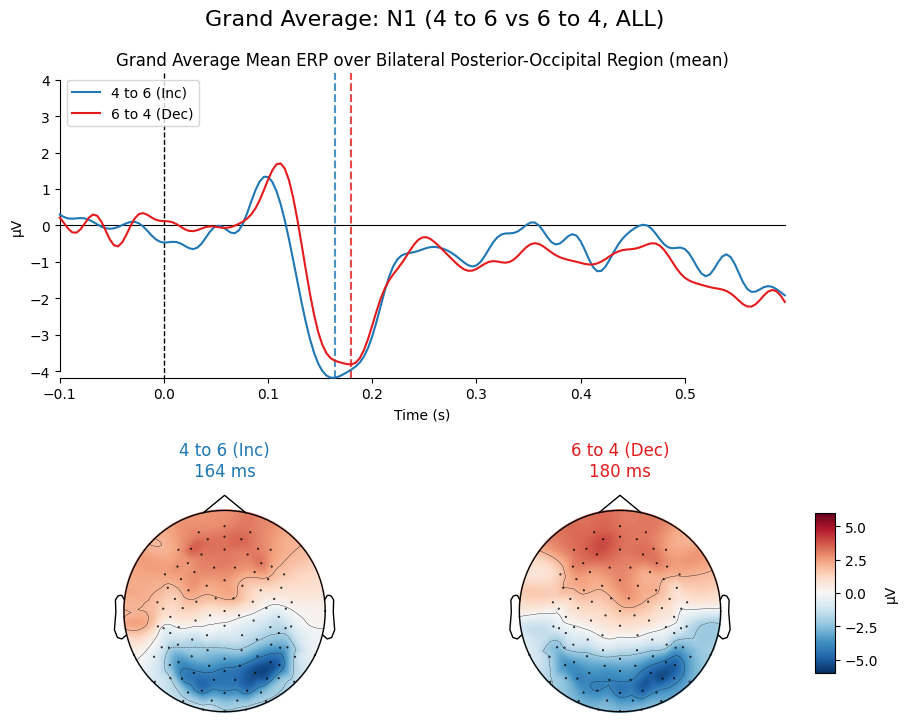 Grand Average: N1 (4 to 6 vs 6 to 4, ALL)
Grand Average Mean ERP over Bilateral Posterior-Occipital Region (mean)
4 to 6 (Inc)
6 to 4 (Dec)
4
3
2
1
0
−1
−2
−3
−4
µV
−0.1
0.0
0.1
0.2
0.3
0.4
0.5
Time (s)
4 to 6 (Inc)
164 ms
6 to 4 (Dec)
180 ms
5.0
2.5
0.0
−2.5
−5.0
µV